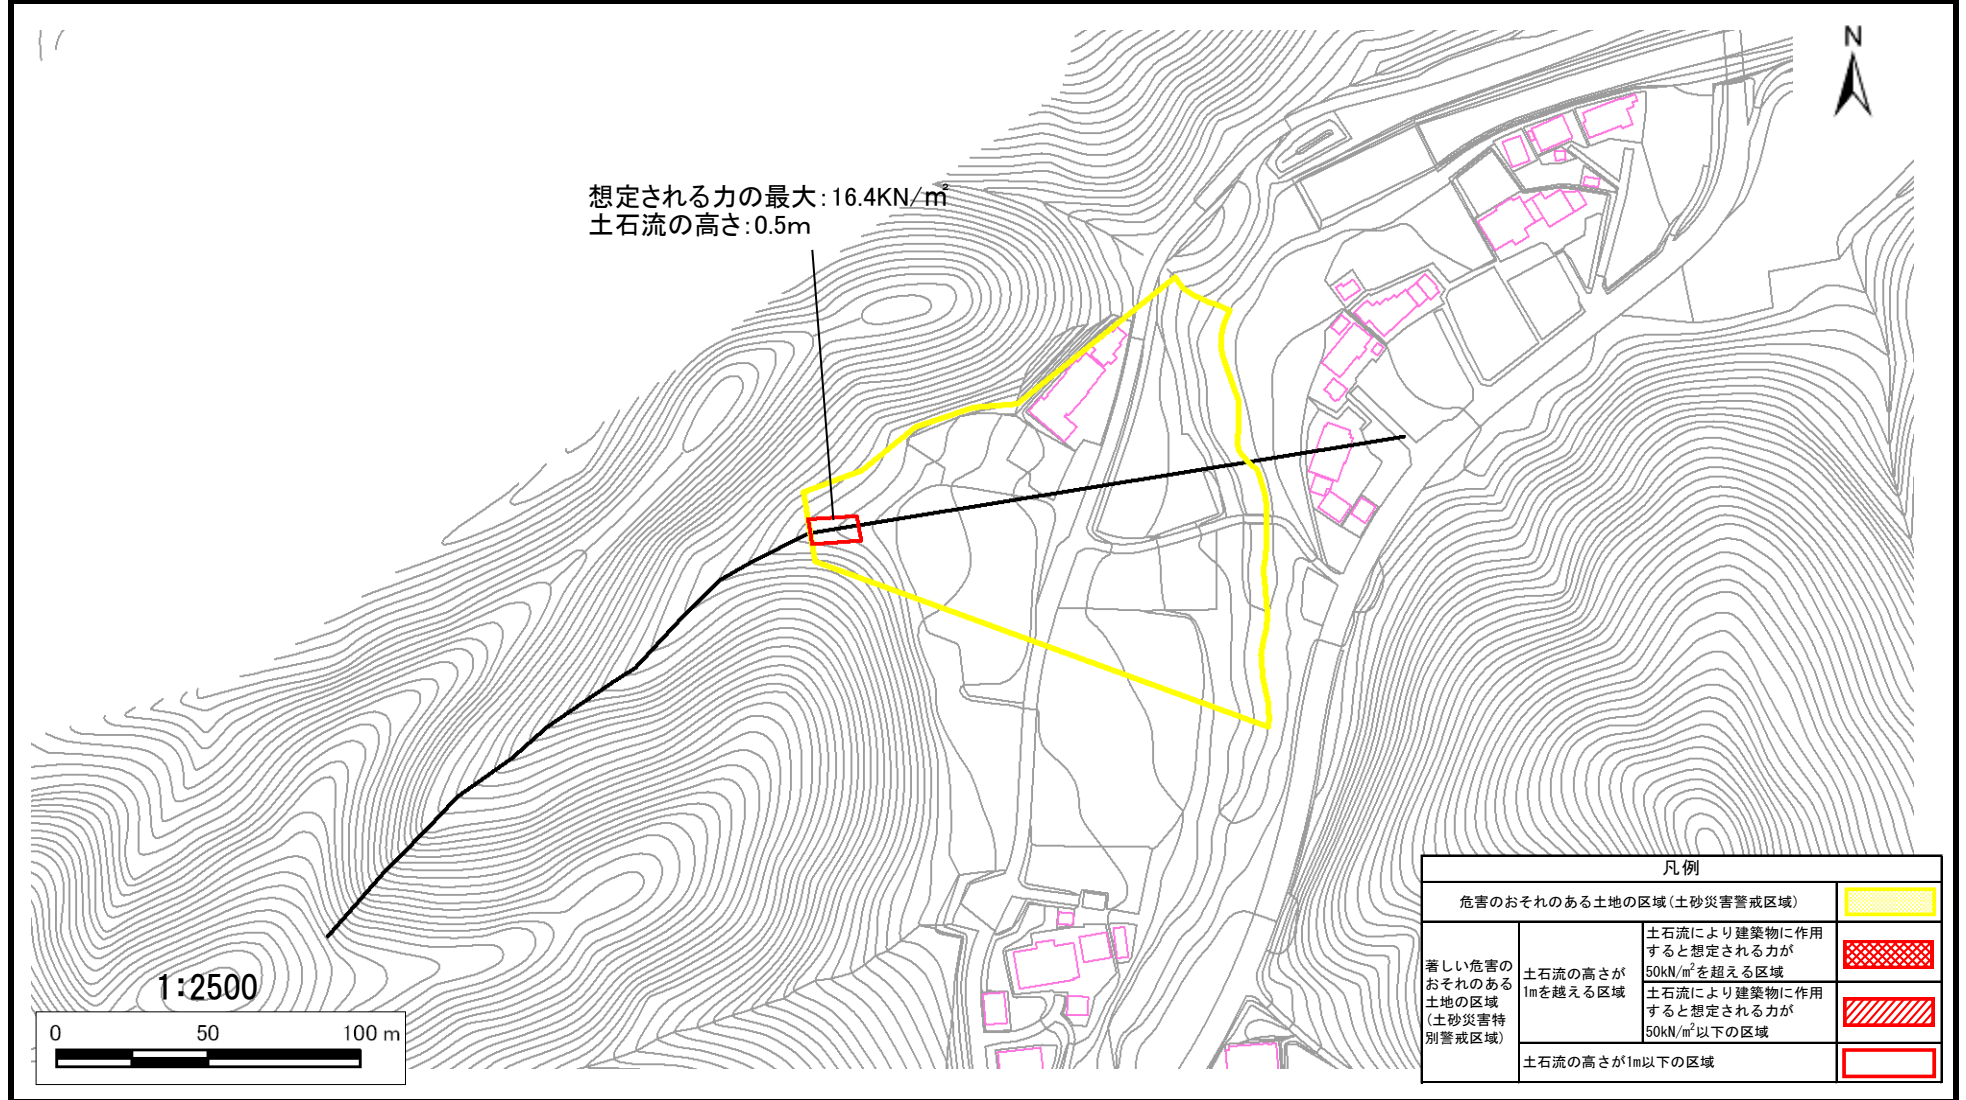 N
想定される力の最大：16.4KN/㎡
土石流の高さ：0.5m
1:2500
0 50 100 m
凡例
危害のおそれのある土地の区域（土砂災害警戒区域）
著しい危害の
おそれのある
土地の区域
（土砂災害特
別警戒区域）
土石流の高さが
1mを越える区域
土石流により建築物に作用
すると想定される力が
50kN/m²を超える区域
土石流により建築物に作用
すると想定される力が
50kN/m²以下の区域
土石流の高さが1m以下の区域